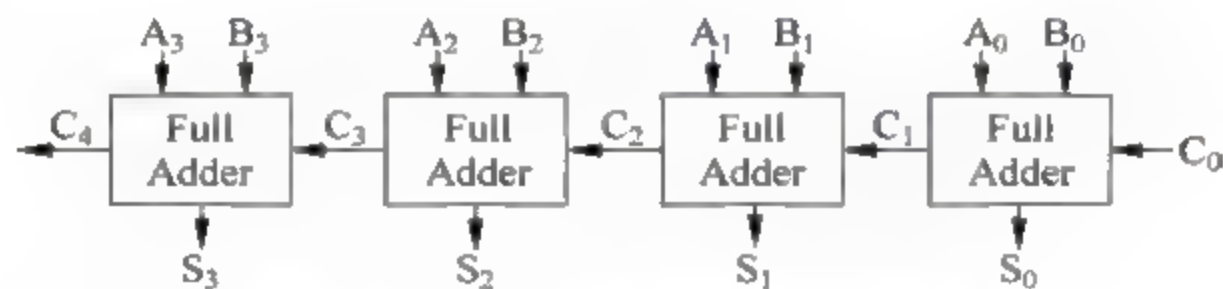 A₃ B₃ A₂ B₂ A₁ B₁ A₀ B₀
C₄ Full C₃ Full C₂ Full C₁ Full
Adder Adder Adder Adder C₀
S₃ S₂ S₁ S₀